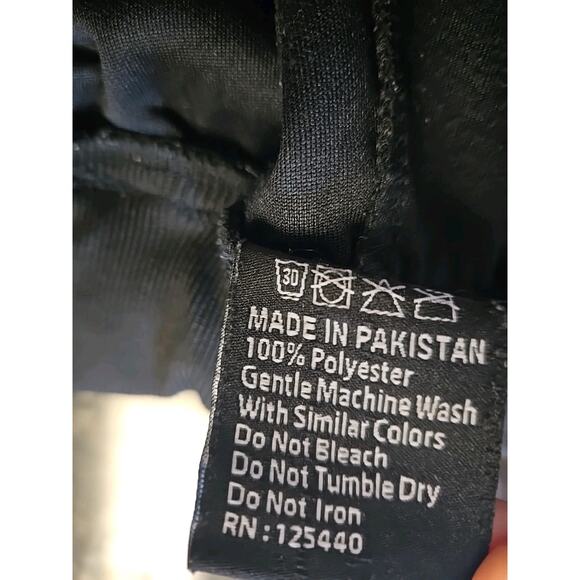 30
MADE IN PAKISTAN
100% Polyester
Gentle Machine Wash
With Similar Colors
Do Not Bleach
Do Not Tumble Dry
Do Not Iron
RN : 125440